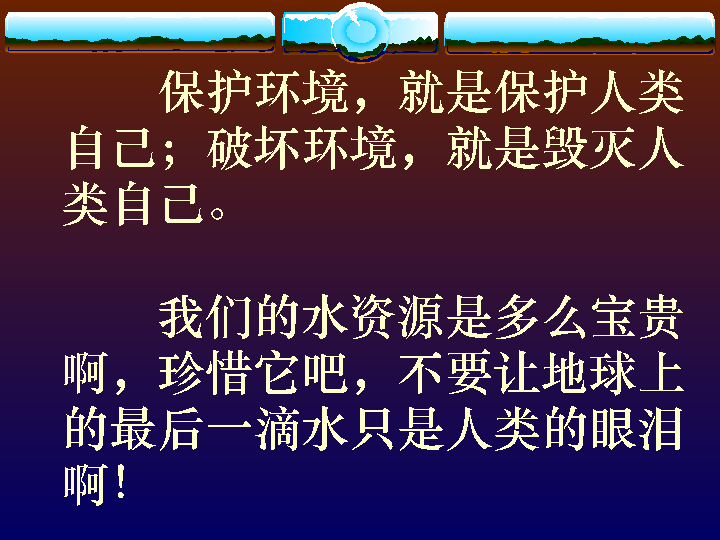 保护环境，就是保护人类
自己；破坏环境，就是毁灭人
类自己。
我们的水资源是多么宝贵
啊，珍惜它吧，不要让地球上
的最后一滴水只是人类的眼泪
啊！